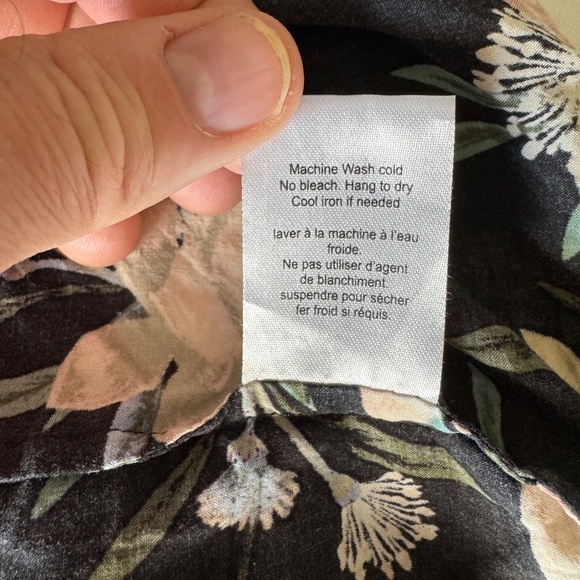 Machine Wash cold
No bleach. Hang to dry
Cool iron if needed
laver à la machine à l'eau
froide.
Ne pas utiliser d'agent
de blanchiment
suspendre pour sécher
fer froid si réquis.